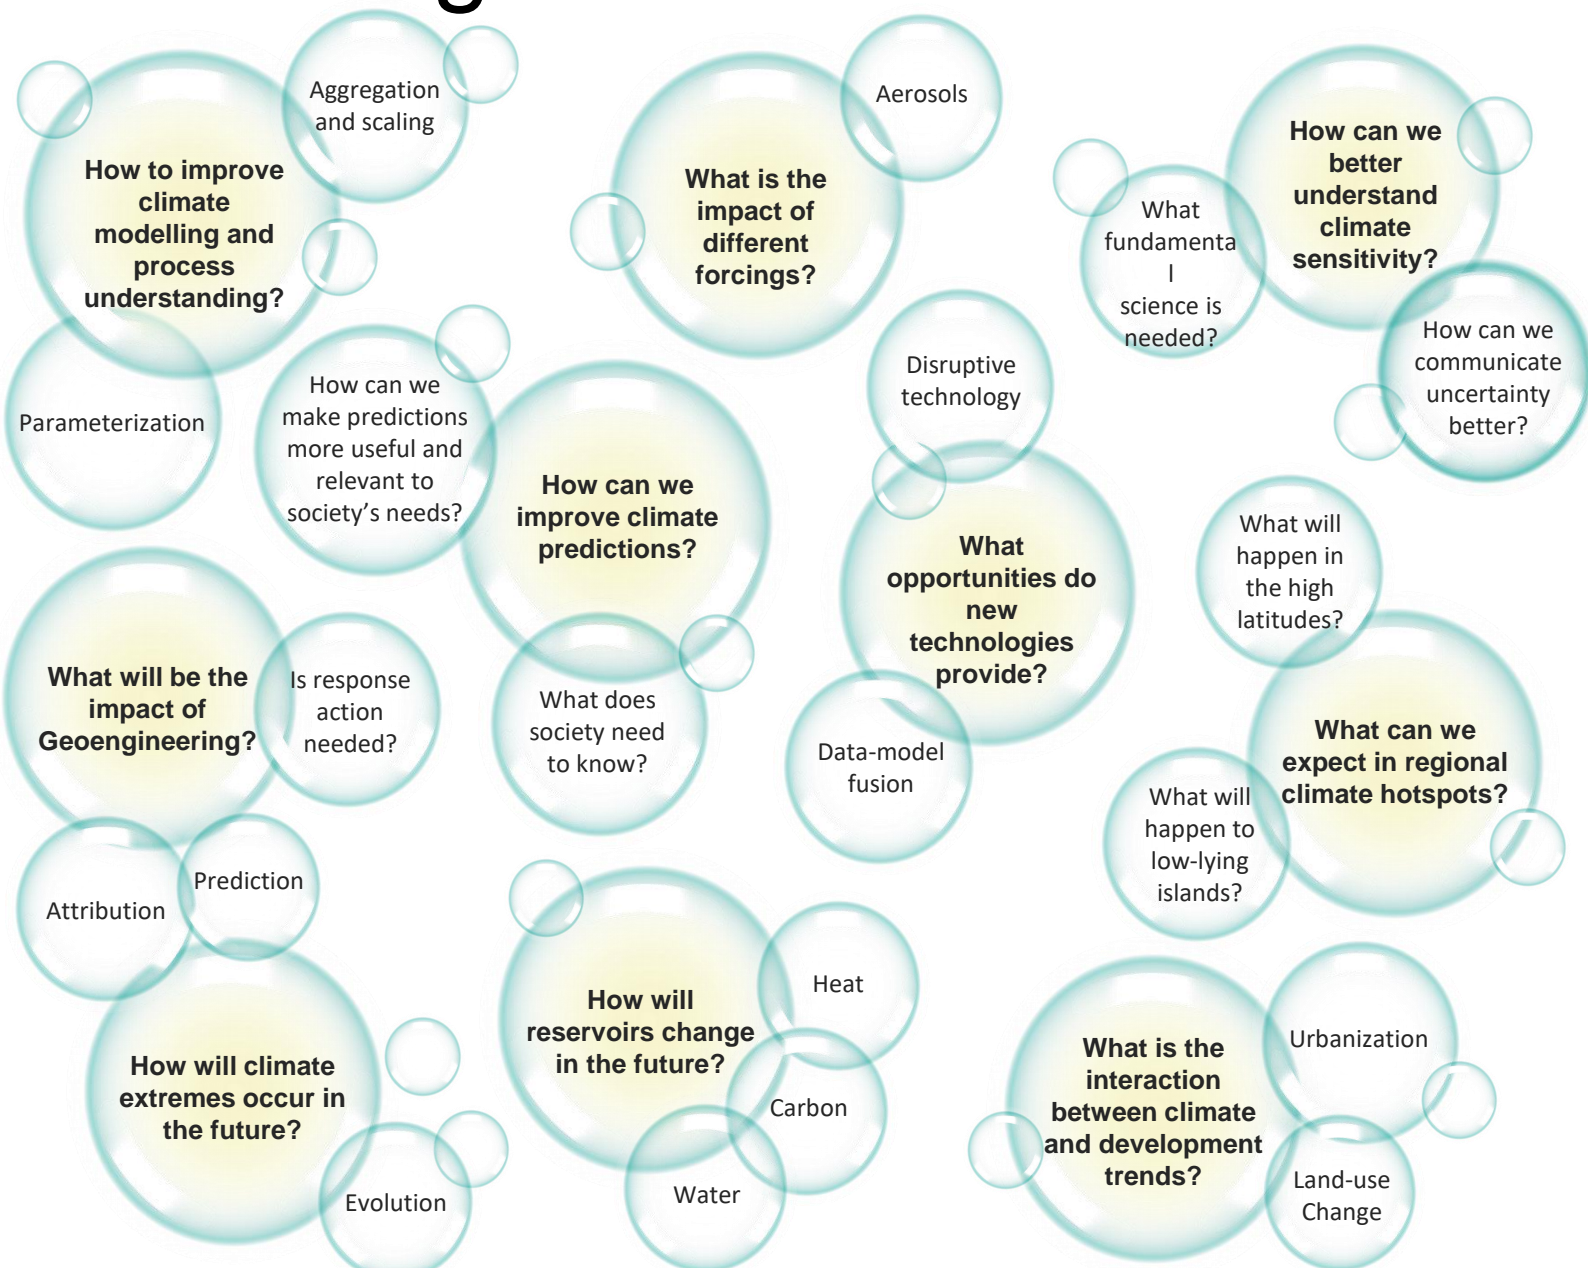 g
Aggregation
and scaling
How to improve
climate
modelling and
process
understanding?
Parameterization
Aerosols
What is the
impact of
different
forcings?
How can we
better
understand
climate
sensitivity?
What
fundamenta
l
science is
needed?
How can we
communicate
uncertainty
better?
How can we
make predictions
more useful and
relevant to
society’s needs?
How can we
improve climate
predictions?
What does
society need
to know?
Disruptive
technology
What
opportunities do
new
technologies
provide?
Data-model
fusion
What will
happen in
the high
latitudes?
What can we
expect in regional
climate hotspots?
What will
happen to
low-lying
islands?
What will be the
impact of
Geoengineering?
Is response
action
needed?
Attribution
Prediction
How will climate
extremes occur in
the future?
Evolution
How will
reservoirs change
in the future?
Heat
Carbon
Water
What is the
interaction
between climate
and development
trends?
Urbanization
Land-use
Change